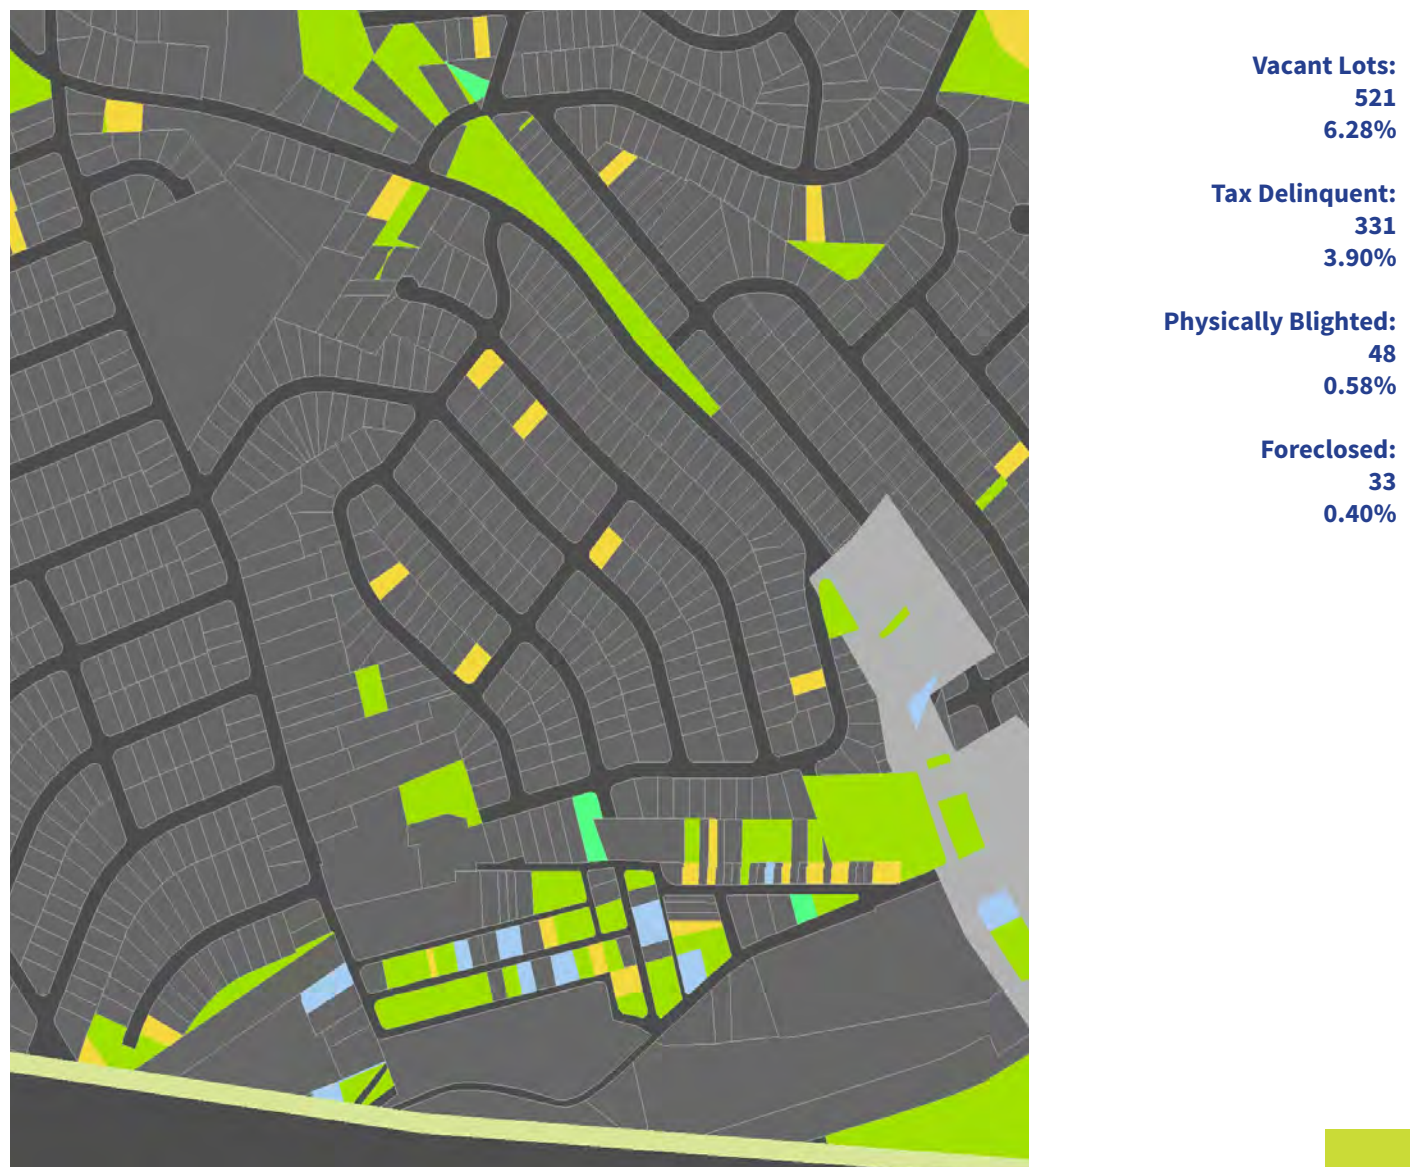 Vacant Lots:
521
6.28%
Tax Delinquent:
331
3.90%
Physically Blighted:
48
0.58%
Foreclosed:
33
0.40%